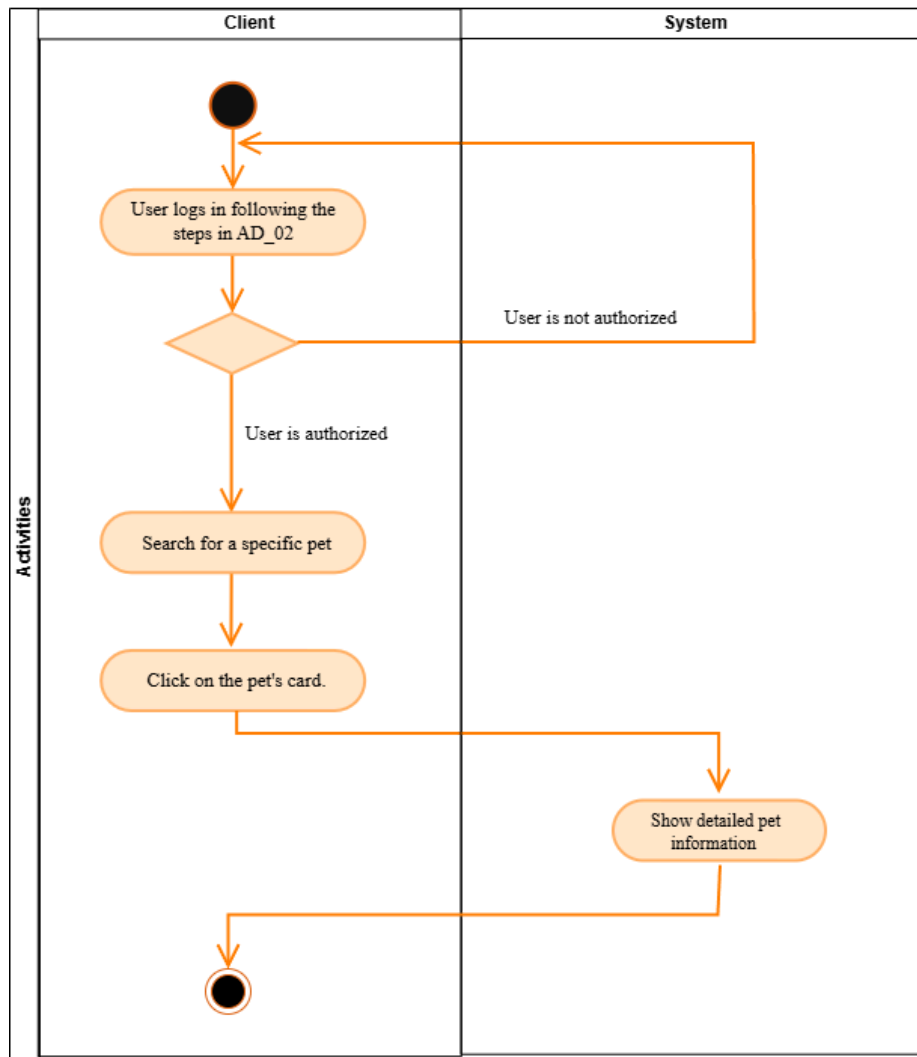 Client
System
Activities
User logs in following the
steps in AD_02
User is not authorized
User is authorized
Search for a specific pet
Click on the pet's card.
Show detailed pet
information